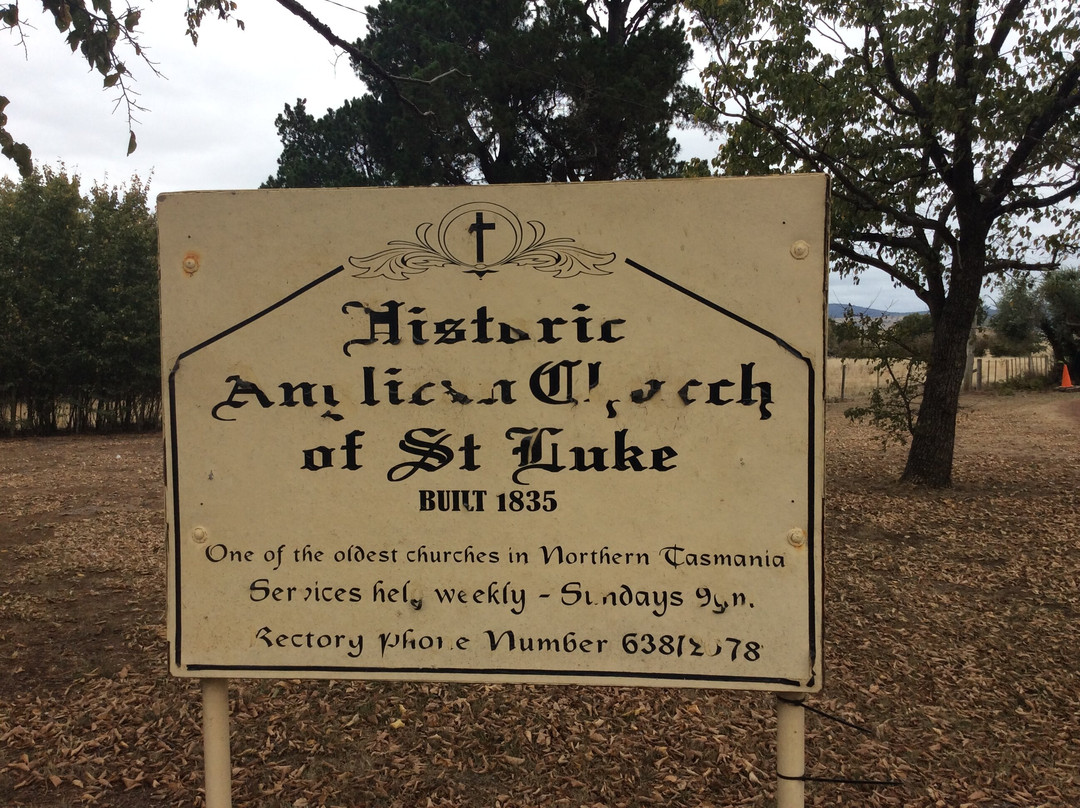 Historic
Anglican Church
of St Luke
BUILT 1835
One of the oldest churches in Northern Tasmania
Services held weekly - Sundays
Rectory Phone Number